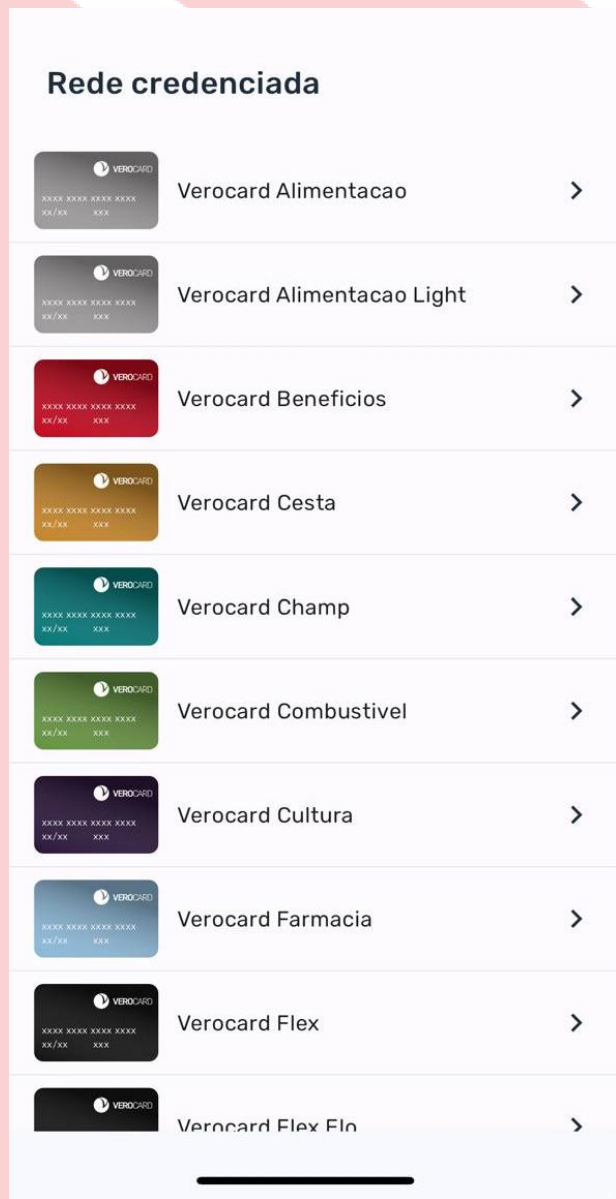 Rede credenciada
VEROCARD
xxxx xxxx xxxx xxxx
xx/xx xxx
Verocard Alimentacao
VEROCARD
xxxx xxxx xxxx xxxx
xx/xx xxx
Verocard Alimentacao Light
VEROCARD
xxxx xxxx xxxx xxxx
xx/xx xxx
Verocard Beneficios
VEROCARD
xxxx xxxx xxxx xxxx
xx/xx xxx
Verocard Cesta
VEROCARD
xxxx xxxx xxxx xxxx
xx/xx xxx
Verocard Champ
VEROCARD
xxxx xxxx xxxx xxxx
xx/xx xxx
Verocard Combustivel
VEROCARD
xxxx xxxx xxxx xxxx
xx/xx xxx
Verocard Cultura
VEROCARD
xxxx xxxx xxxx xxxx
xx/xx xxx
Verocard Farmacia
VEROCARD
xxxx xxxx xxxx xxxx
xx/xx xxx
Verocard Flex
VEROCARD
Verocard Flex Elo